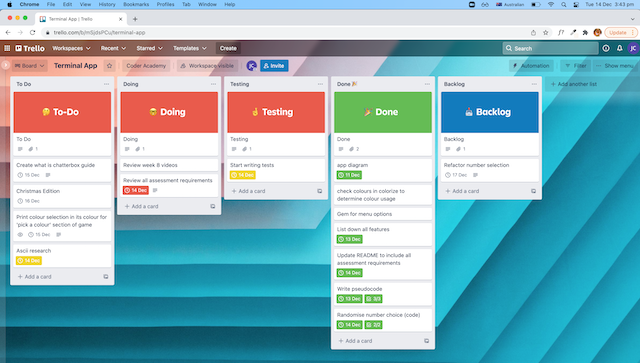 Chrome File Edit View History Bookmarks Profiles Tab Window Help
Australian
Tue 14 Dec 3:43 pm
Terminal App | Trello
trello.com/b/m5jdsPCu/terminal-app
Update
Trello Workspaces Recent Starred Templates Create
Search
JC
Board Terminal App Coder Academy Workspace visible Invite
Automation Filter Show menu
To Do
To-Do
To Do
1
Create what is chatterbox guide
15 Dec
Christmas Edition
16 Dec
Print colour selection in its colour for
'pick a colour' section of game
15 Dec
Ascii research
14 Dec
+ Add a card
Doing
Doing
Doing
1
Review week 8 videos
Review all assessment requirements
14 Dec
+ Add a card
Testing
Testing
Testing
1
Start writing tests
14 Dec
+ Add a card
Done
Done
Done
2
app diagram
11 Dec
check colours in colorize to
determine colour usage
Gem for menu options
List down all features
13 Dec
Update README to include all
assessment requirements
14 Dec
Write pseudocode
13 Dec 3/3
Randomise number choice (code)
14 Dec 2/2
+ Add a card
Backlog
Backlog
Backlog
1
Refactor number selection
17 Dec
+ Add a card
+ Add another list